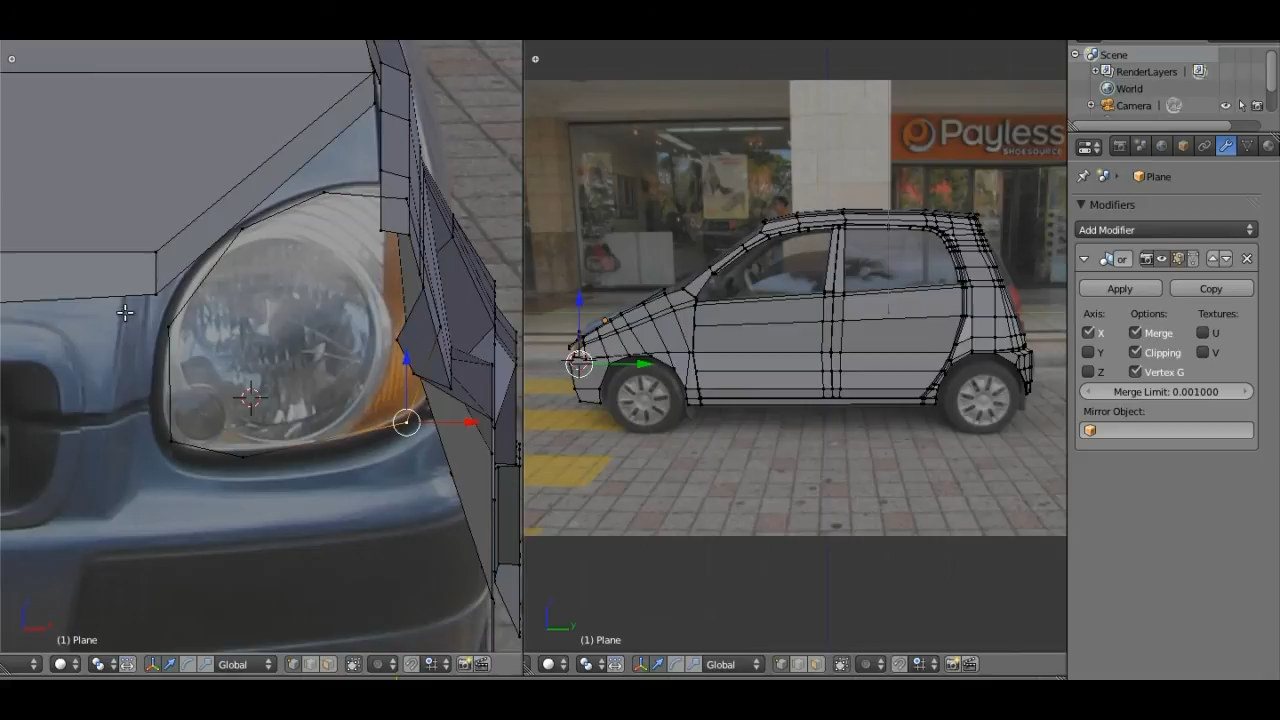 Payless
SHOESOURCE
(1) Plane
Global
(1) Plane
Global
Scene
RenderLayers
World
Camera
Plane
Modifiers
Add Modifier
or
Apply Copy
Axis: Options: Textures:
X Merge U
Y Clipping V
Z Vertex G
Merge Limit: 0.001000
Mirror Object: